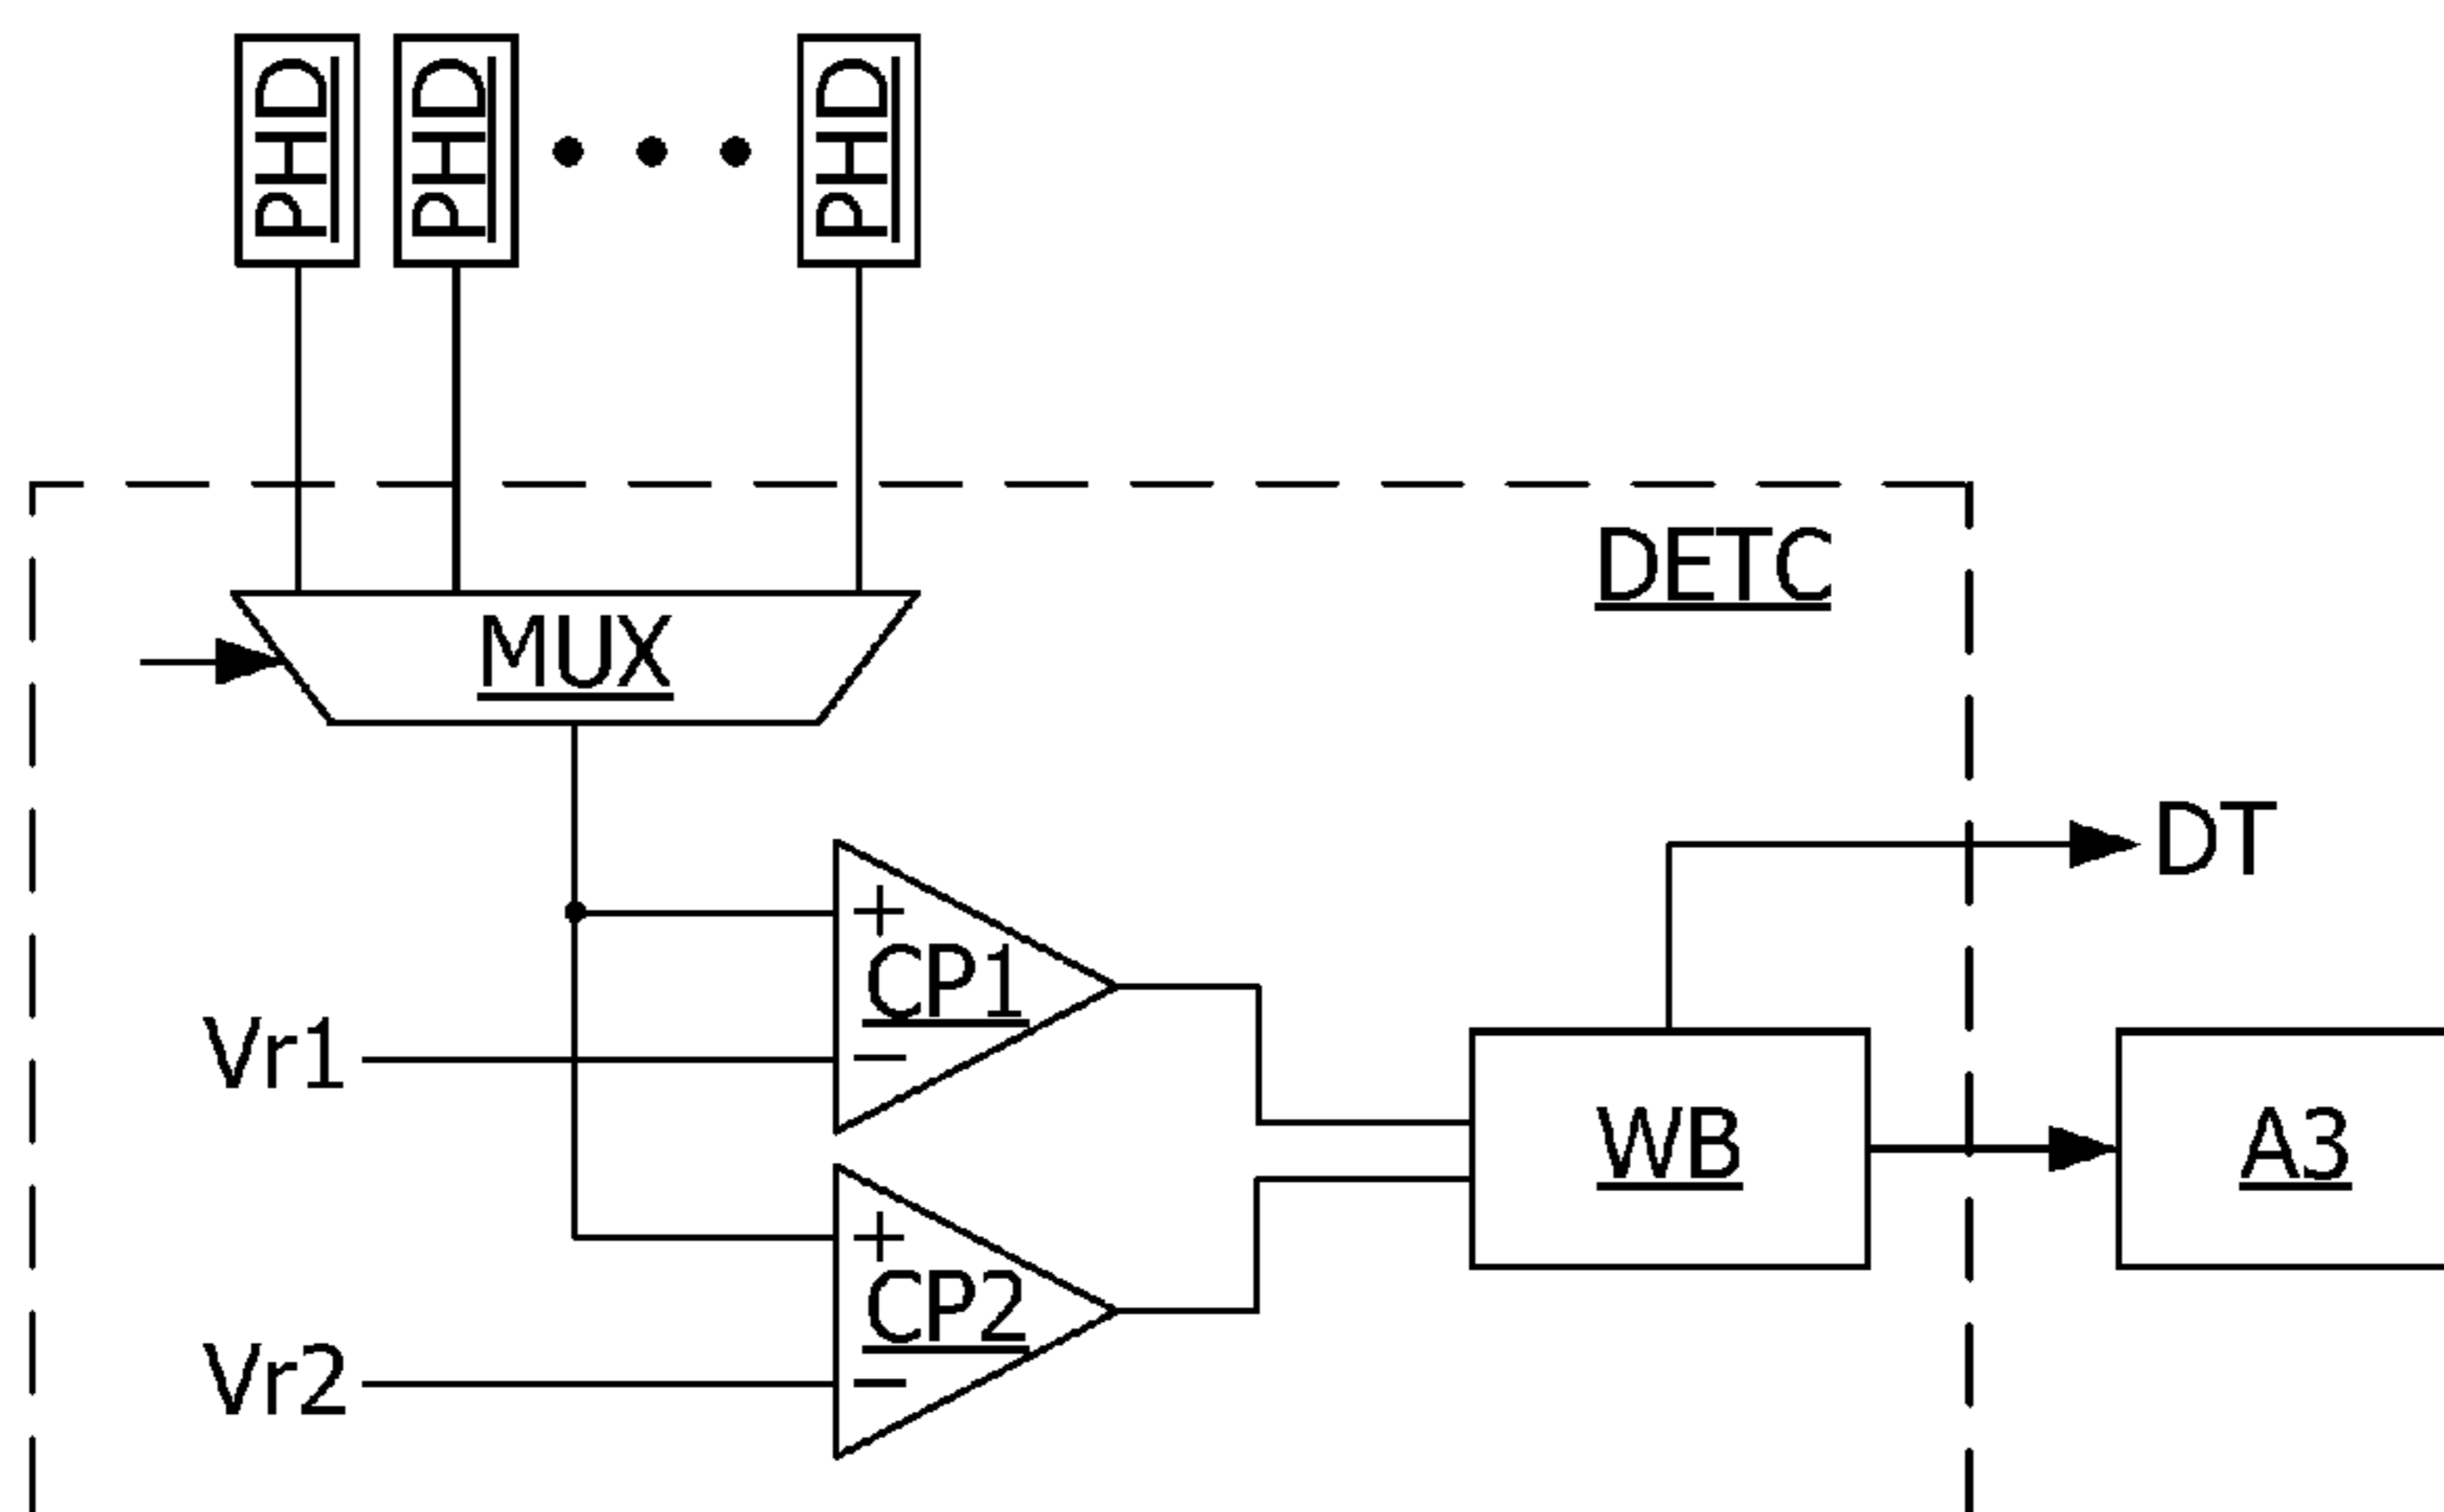 PHD PHD PHD
DETC
MUX
DT
+
CP1
−
Vr1
WB
A3
+
CP2
−
Vr2